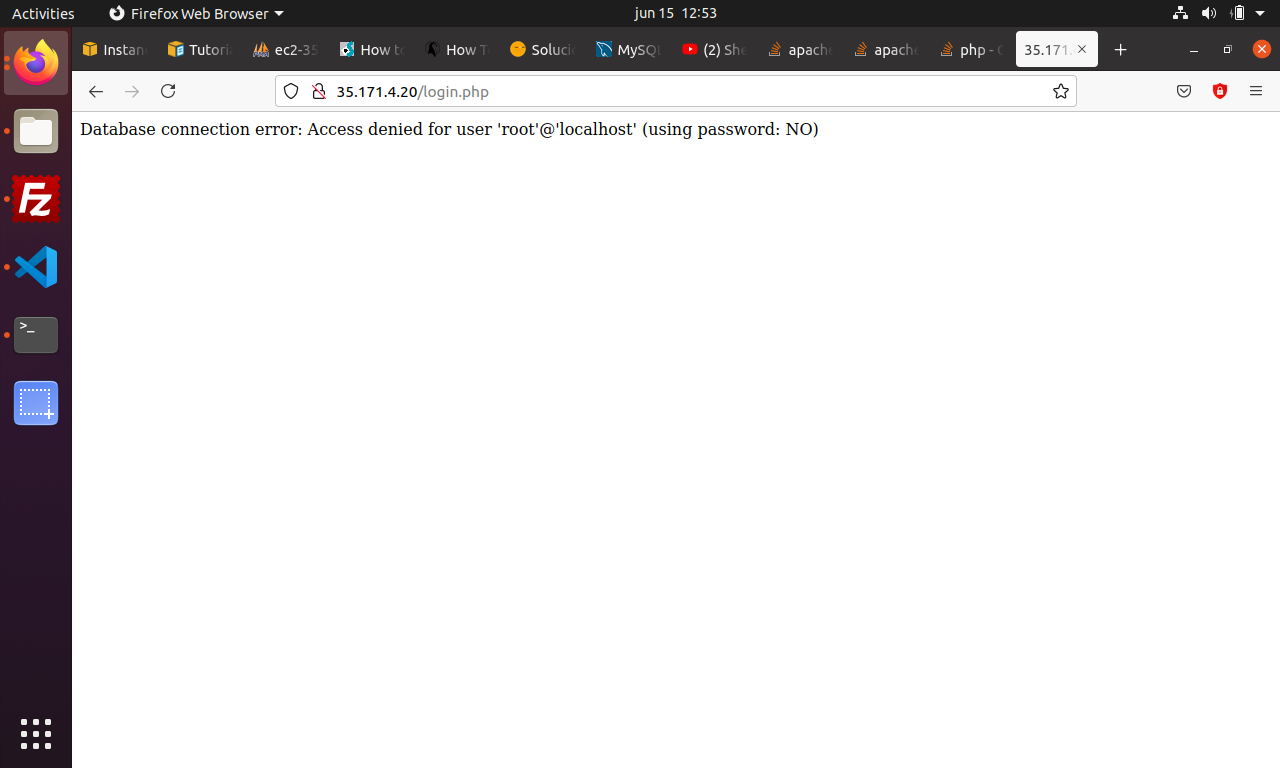 Activities Firefox Web Browser jun 15 12:53
Instan Tutori ec2-35 How to How T Soluci MySQL (2) She apache apache php - 35.171.
35.171.4.20/login.php
Database connection error: Access denied for user 'root'@'localhost' (using password: NO)
Fz
>_